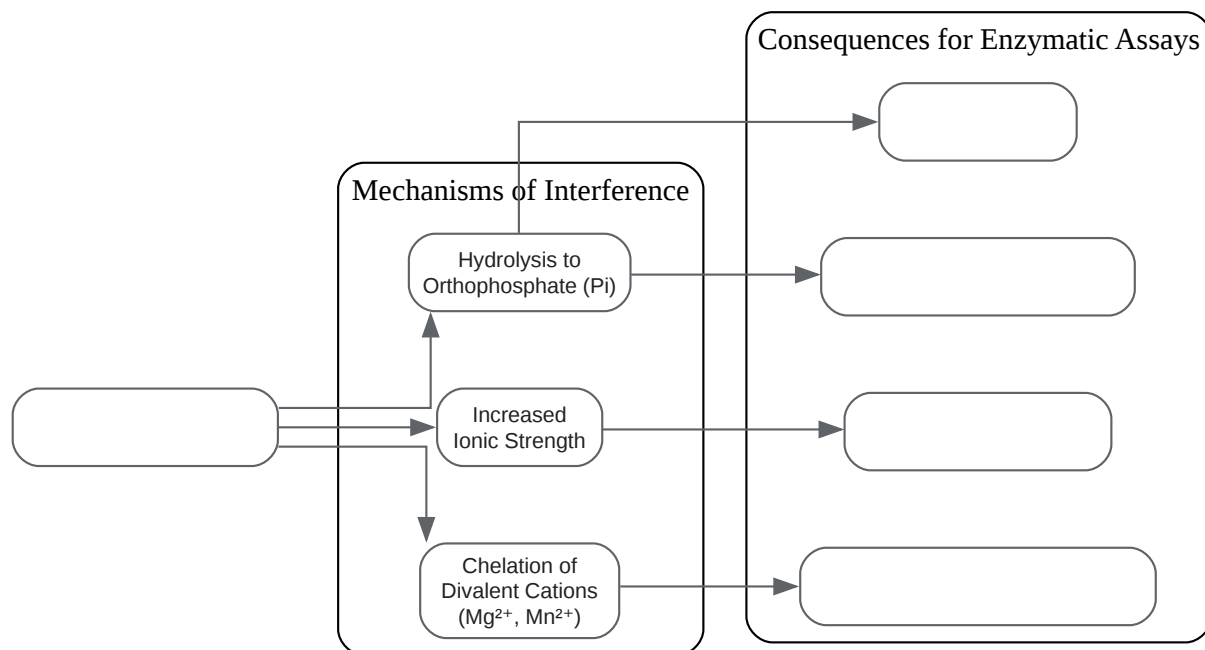 Consequences for Enzymatic Assays
Mechanisms of Interference
Hydrolysis to
Orthophosphate (Pi)
Increased
Ionic Strength
Chelation of
Divalent Cations
(Mg²⁺, Mn²⁺)